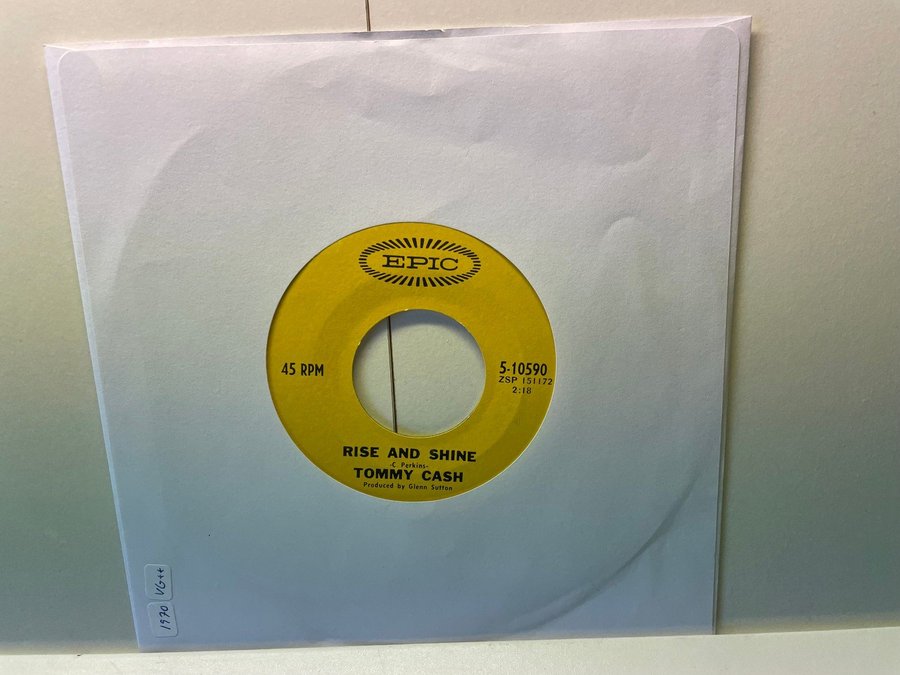 EPIC
45 RPM
5-10590
ZSP 151172
2:18
RISE AND SHINE
-C Perkins-
TOMMY CASH
Produced by Glenn Sutton
1970
VG++